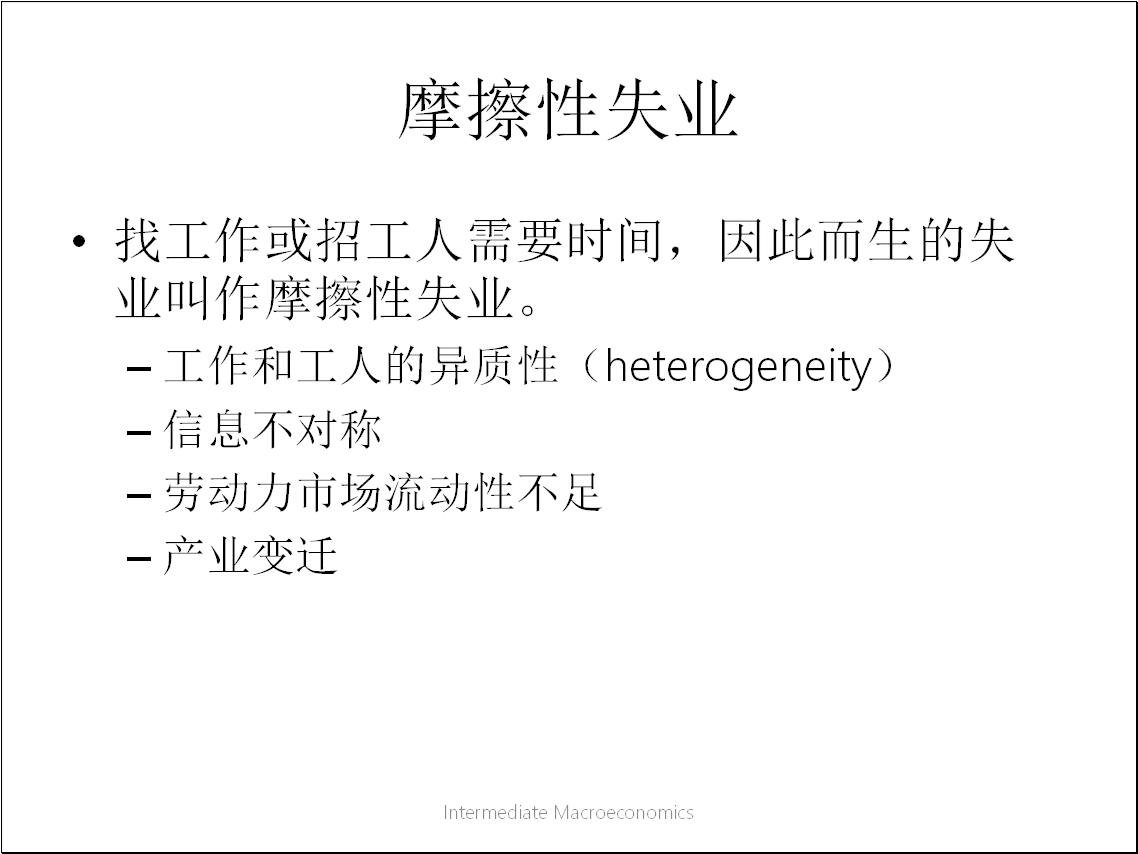 摩擦性失业
• 找工作或招工人需要时间，因此而生的失
业叫作摩擦性失业。
– 工作和工人的异质性（heterogeneity）
– 信息不对称
– 劳动力市场流动性不足
– 产业变迁
Intermediate Macroeconomics